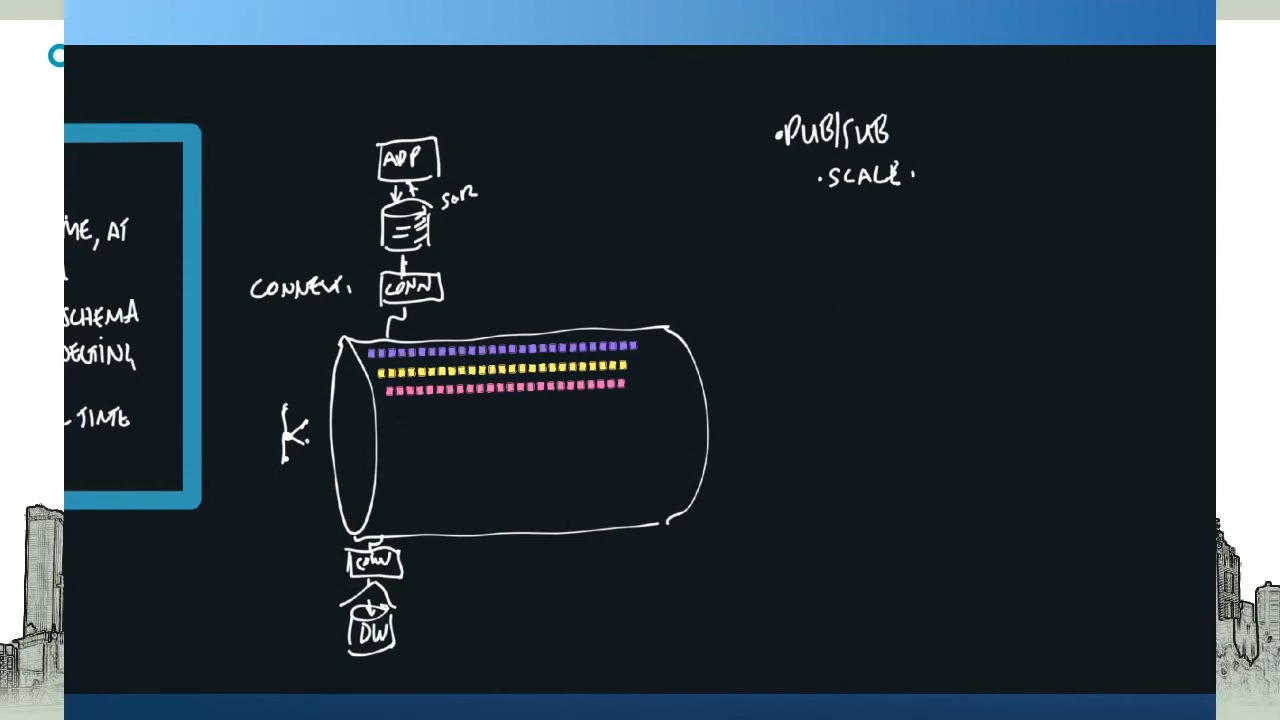 ME, AT
SCHEMA
TIME
APP
SOR
CONNECT.
CONN
CONN
DW
K
• PUB/SUB
• SCALE.